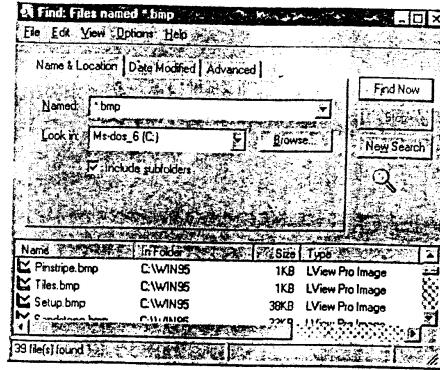 Find: Files named *.bmp
File Edit View Options Help
Name & Location Date Modified Advanced
Named: *.bmp
Look in: Ms-dos_6 (C:) Browse...
Include subfolders
Find Now
Stop
New Search
Name In Folder Size Type
Pinstripe.bmp C:\WIN95 1KB LView Pro Image
Tiles.bmp C:\WIN95 1KB LView Pro Image
Setup.bmp C:\WIN95 38KB LView Pro Image
C:\WIN95
39 file(s) found